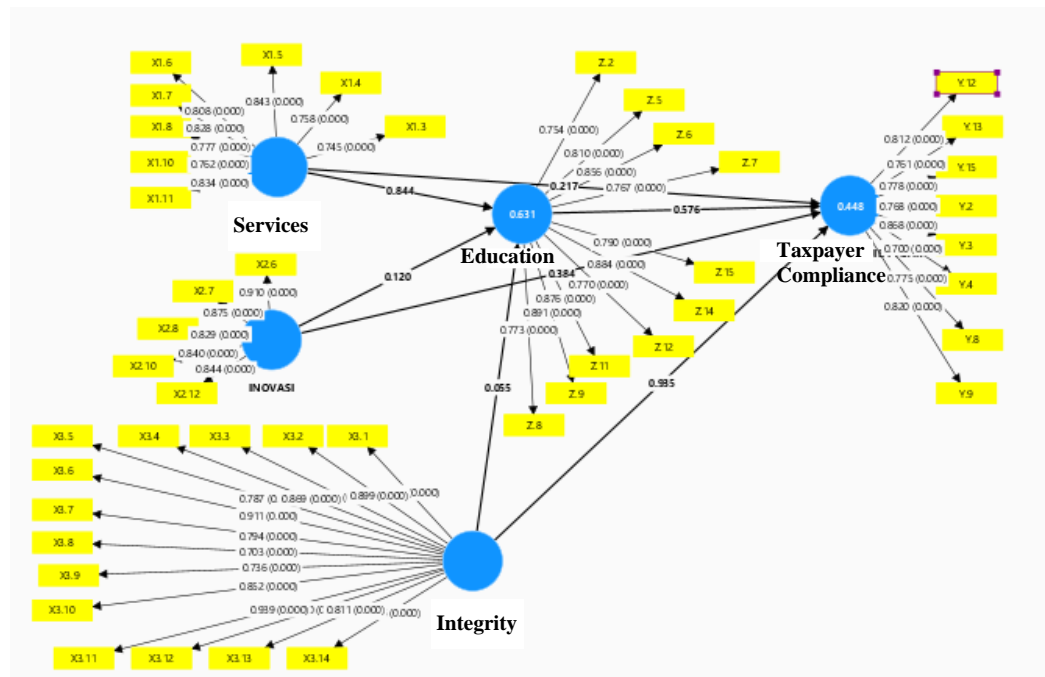 X1.6
X1.5
X1.4
X1.3
X1.7
X1.8
X1.10
X1.11
0.808 (0.000)
0.828 (0.000)
0.777 (0.000)
0.762 (0.000)
0.834 (0.000)
0.843 (0.000)
0.758 (0.000)
0.745 (0.000)
Services
0.844
0.217
X2.6
X2.7
X2.8
X2.10
X2.12
0.910 (0.000)
0.875 (0.000)
0.829 (0.000)
0.840 (0.000)
0.844 (0.000)
INOVASI
0.120
0.384
Z.2
Z.5
Z.6
Z.7
0.754 (0.000)
0.810 (0.000)
0.856 (0.000)
0.767 (0.000)
0.631
Education
0.576
0.790 (0.000)
0.884 (0.000)
0.770 (0.000)
0.876 (0.000)
0.891 (0.000)
0.773 (0.000)
Z.15
Z.14
Z.12
Z.11
Z.9
Z.8
0.448
Taxpayer
Compliance
Y.12
Y.13
Y.15
Y.2
Y.3
Y.4
Y.8
Y.9
0.812 (0.000)
0.761 (0.000)
0.778 (0.000)
0.768 (0.000)
0.868 (0.000)
0.700 (0.000)
0.775 (0.000)
0.820 (0.000)
0.055
0.935
X3.5
X3.4
X3.3
X3.2
X3.1
X3.6
X3.7
X3.8
X3.9
X3.10
X3.11
X3.12
X3.13
X3.14
0.787 (0.
0.869 (0.000)
0.899 (0.000)
0.000)
0.911 (0.000)
0.794 (0.000)
0.703 (0.000)
0.736 (0.000)
0.852 (0.000)
0.939 (0.000)
0.811 (0.000)
(0.000)
Integrity